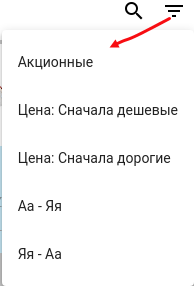 Акционные
Цена: Сначала дешевые
Цена: Сначала дорогие
Аа - Яя
Яя - Аа